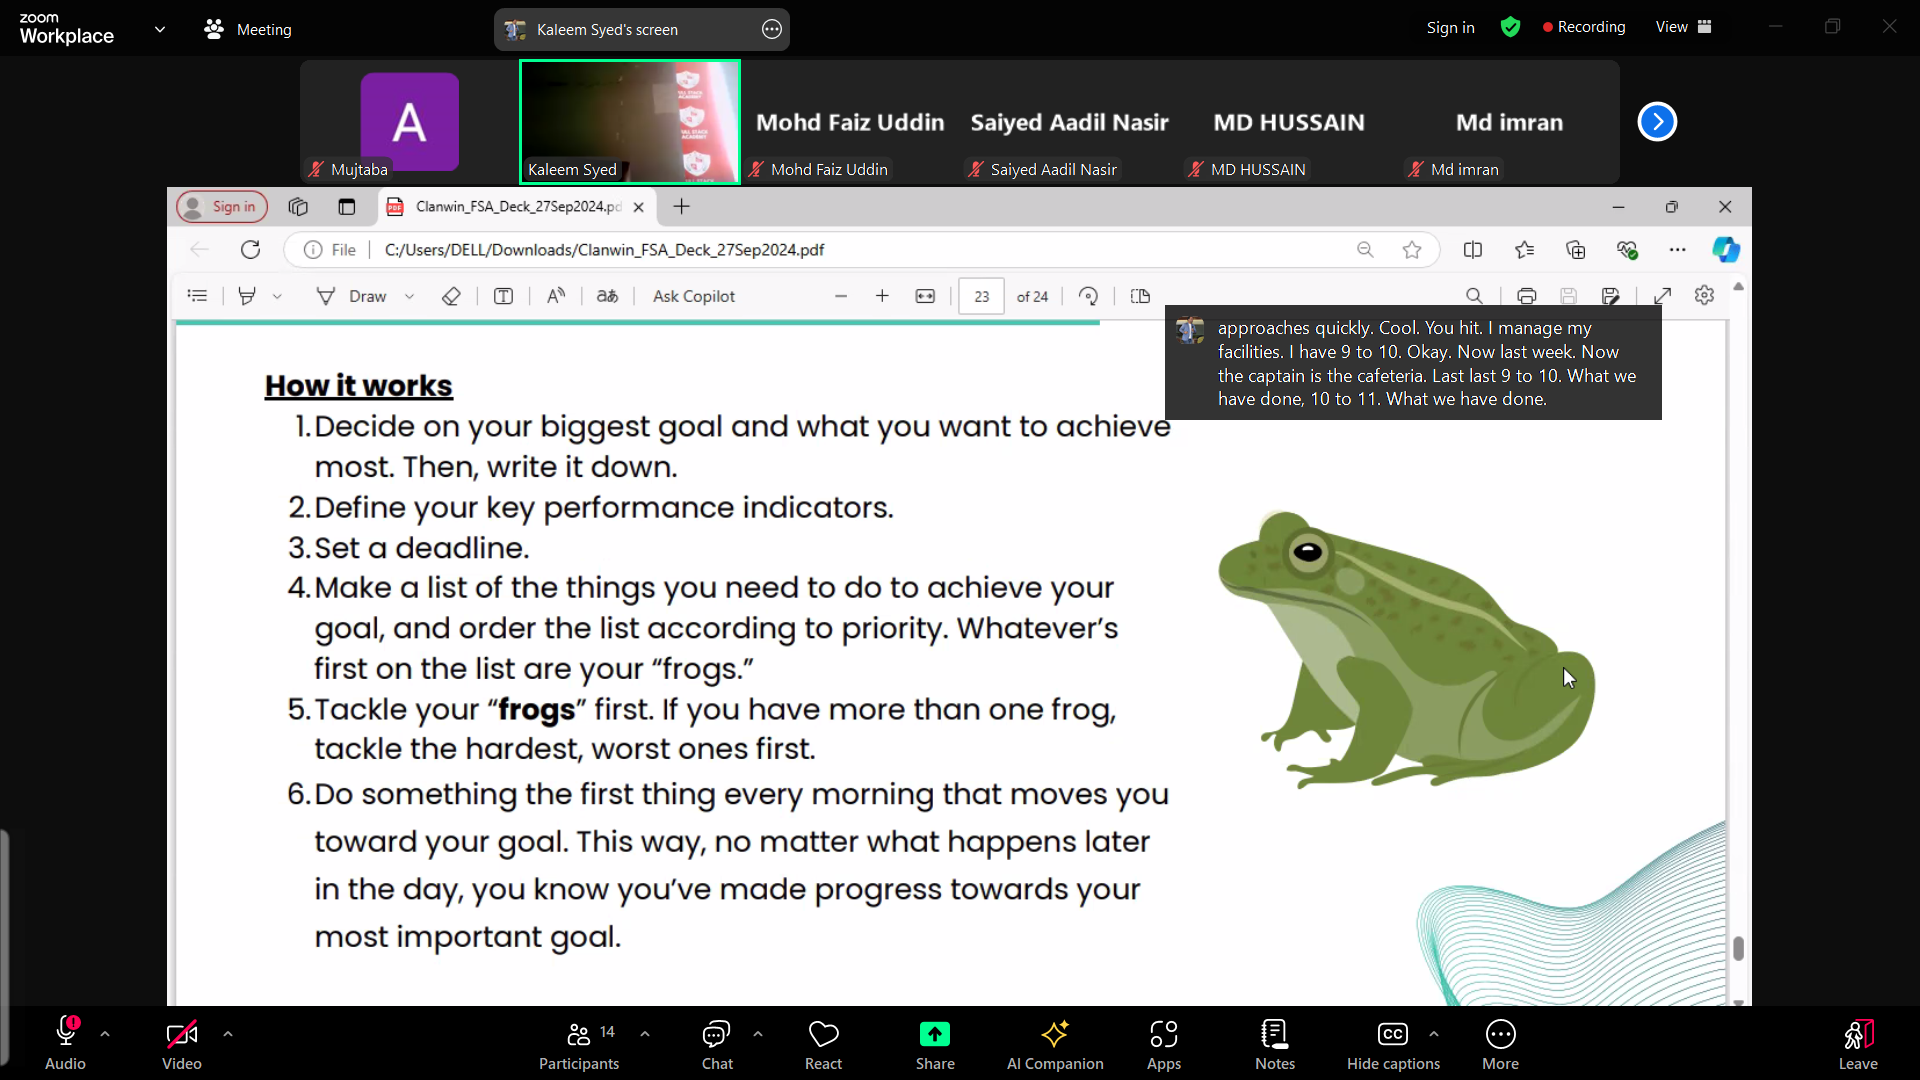 zoom
Workplace
Meeting
Kaleem Syed's screen
Sign in
Recording
View
A
Mujtaba
Kaleem Syed
Mohd Faiz Uddin
Mohd Faiz Uddin
Saiyed Aadil Nasir
Saiyed Aadil Nasir
MD HUSSAIN
MD HUSSAIN
Md imran
Md imran
Sign in
Clanwin_FSA_Deck_27Sep2024.pd
File
C:/Users/DELL/Downloads/Clanwin_FSA_Deck_27Sep2024.pdf
Draw
Ask Copilot
23 of 24
approaches quickly. Cool. You hit. I manage my
facilities. I have 9 to 10. Okay. Now last week. Now
the captain is the cafeteria. Last last 9 to 10. What we
have done, 10 to 11. What we have done.
How it works
1. Decide on your biggest goal and what you want to achieve
most. Then, write it down.
2. Define your key performance indicators.
3. Set a deadline.
4. Make a list of the things you need to do to achieve your
goal, and order the list according to priority. Whatever’s
first on the list are your “frogs.”
5. Tackle your “frogs” first. If you have more than one frog,
tackle the hardest, worst ones first.
6. Do something the first thing every morning that moves you
toward your goal. This way, no matter what happens later
in the day, you know you’ve made progress towards your
most important goal.
Audio
Video
14
Participants
Chat
React
Share
AI Companion
Apps
Notes
CC
Hide captions
More
Leave